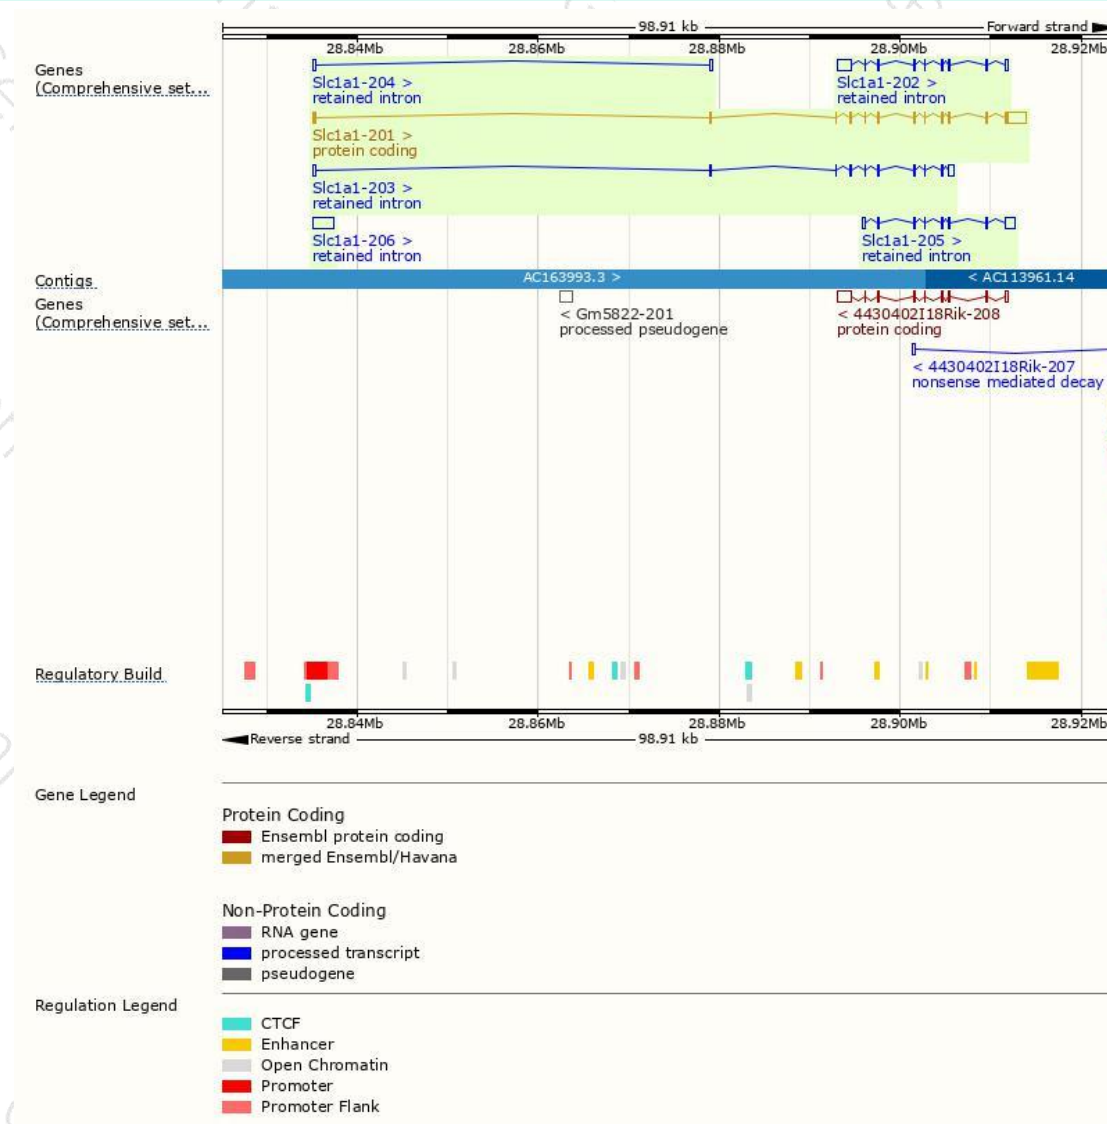 98.91 kb Forward strand
28.84Mb 28.86Mb 28.88Mb 28.90Mb 28.92Mb
Genes
(Comprehensive set...
Slc1a1-204 > Slc1a1-202 >
retained intron retained intron
Slc1a1-201 >
protein coding
Slc1a1-203 >
retained intron
Slc1a1-206 > Slc1a1-205 >
retained intron retained intron
Contigs AC163993.3 > < AC113961.14
Genes
(Comprehensive set...
< Gm5822-201 < 4430402I18Rik-208
processed pseudogene protein coding
< 4430402I18Rik-207
nonsense mediated decay
Regulatory Build
28.84Mb 28.86Mb 28.88Mb 28.90Mb 28.92Mb
Reverse strand 98.91 kb
Gene Legend
Protein Coding
Ensembl protein coding
merged Ensembl/Havana
Non-Protein Coding
RNA gene
processed transcript
pseudogene
Regulation Legend
CTCF
Enhancer
Open Chromatin
Promoter
Promoter Flank